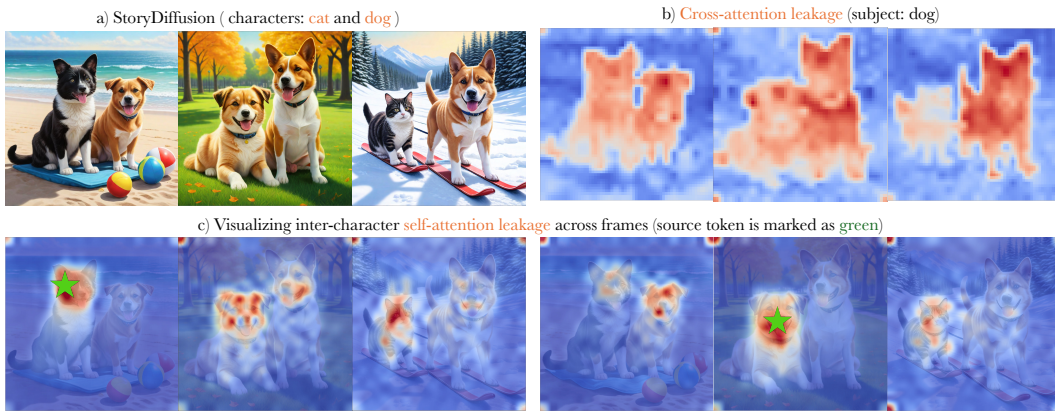 a) StoryDiffusion ( characters: cat and dog )
b) Cross-attention leakage (subject: dog)
c) Visualizing inter-character self-attention leakage across frames (source token is marked as green)